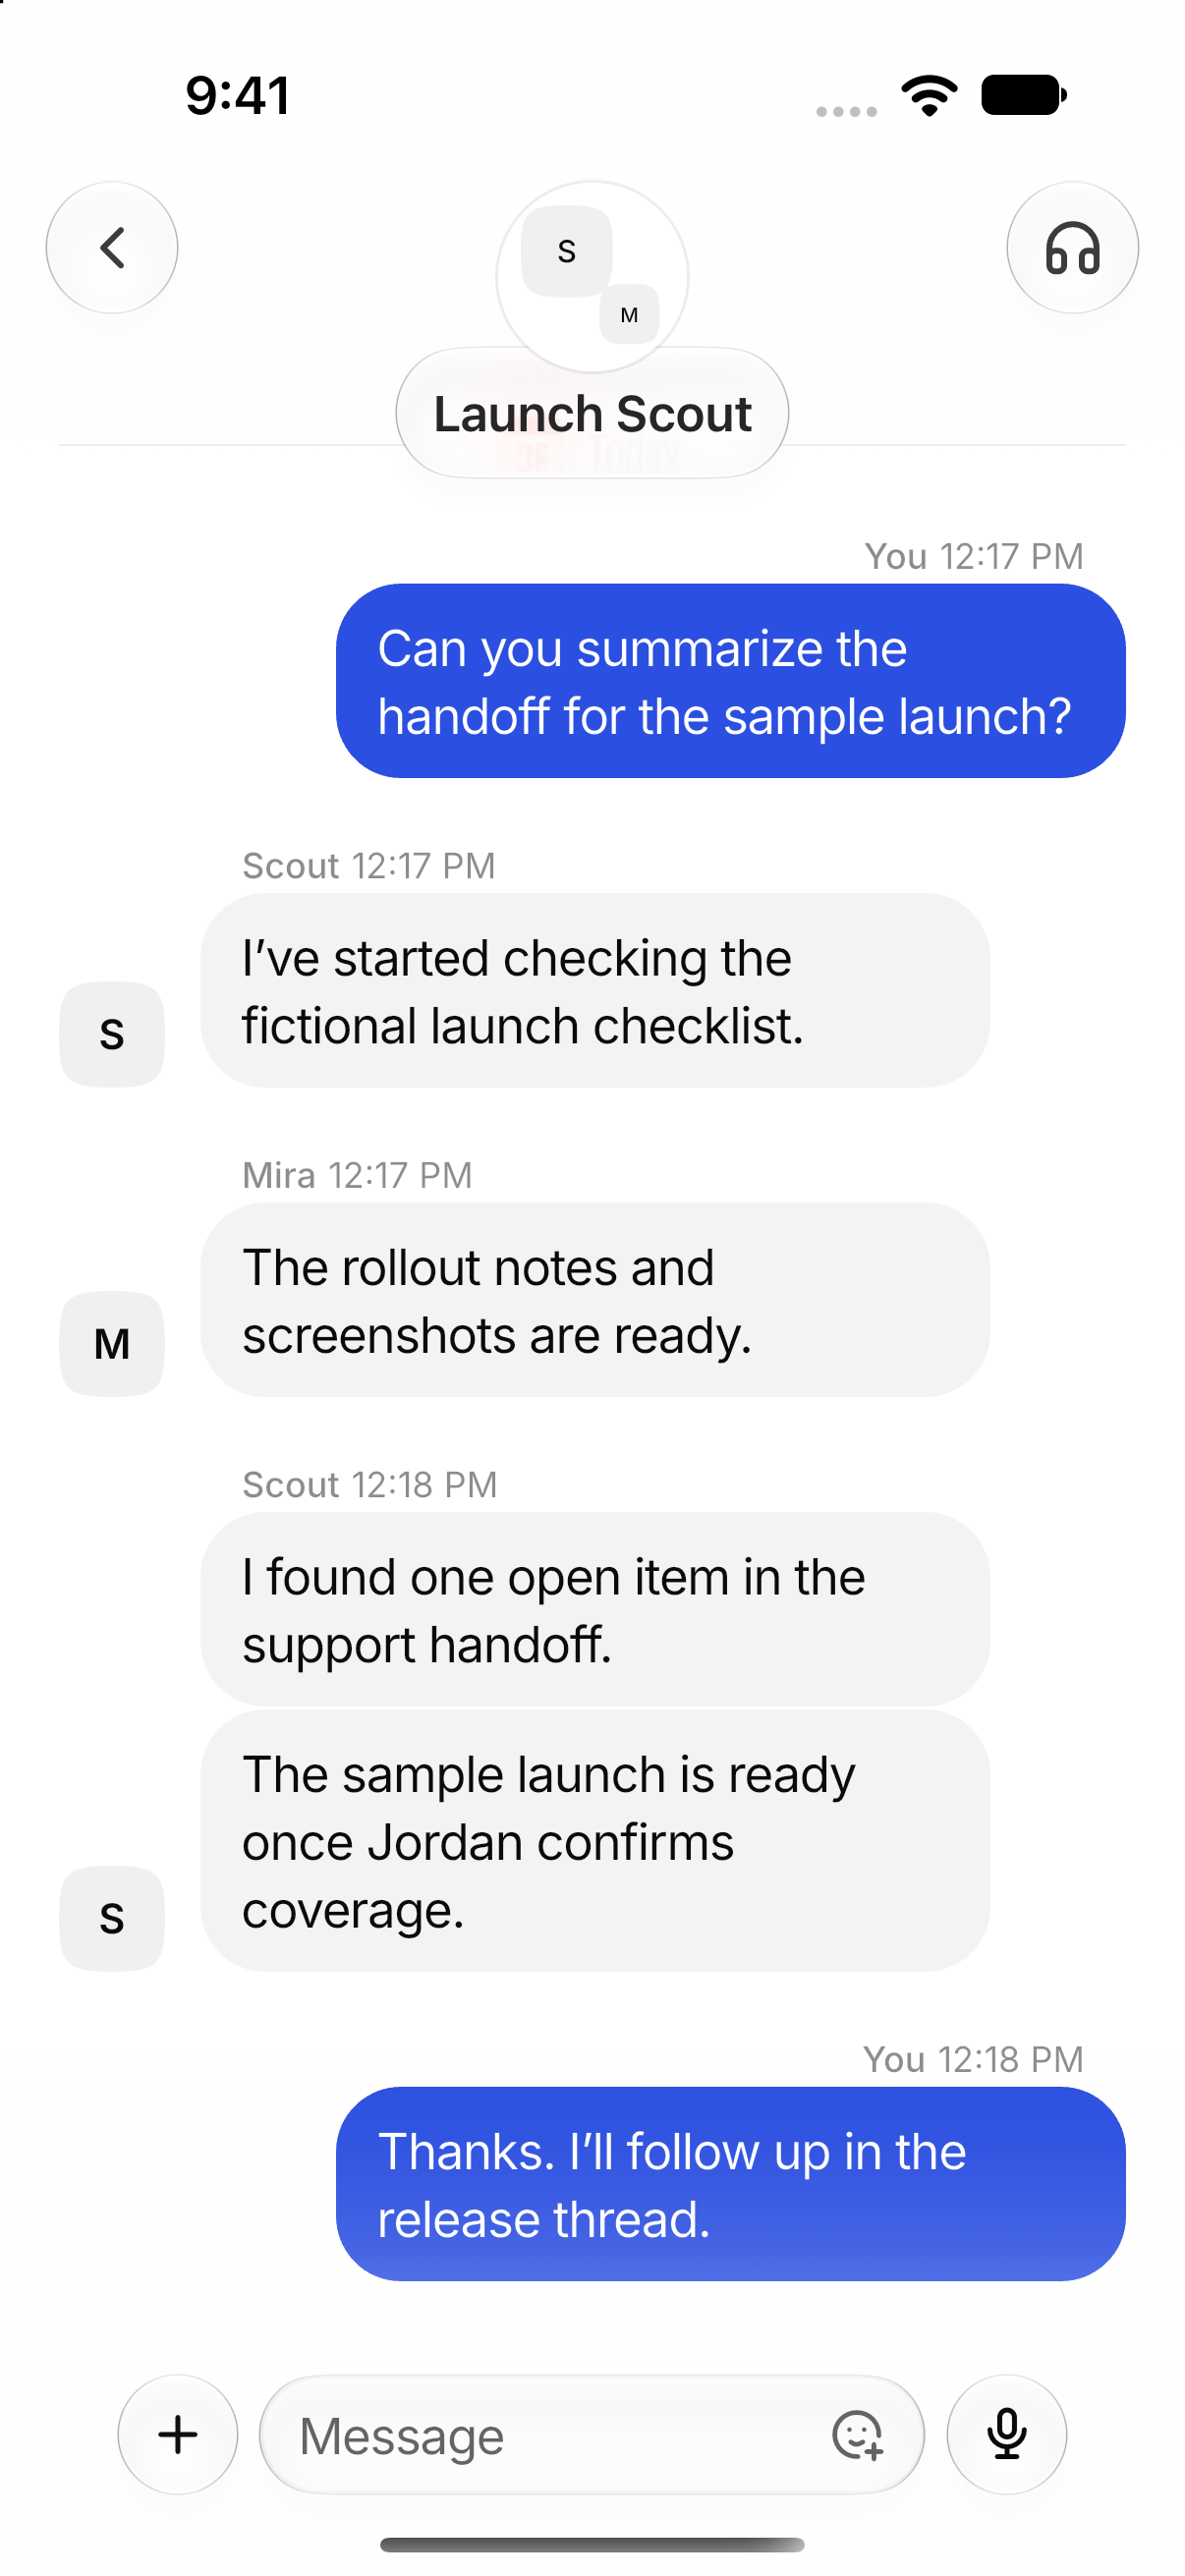 9:41
S
M
Launch Scout
Today
You 12:17 PM
Can you summarize the
handoff for the sample launch?
Scout 12:17 PM
I’ve started checking the
fictional launch checklist.
S
Mira 12:17 PM
The rollout notes and
screenshots are ready.
M
Scout 12:18 PM
I found one open item in the
support handoff.
The sample launch is ready
once Jordan confirms
coverage.
S
You 12:18 PM
Thanks. I’ll follow up in the
release thread.
Message